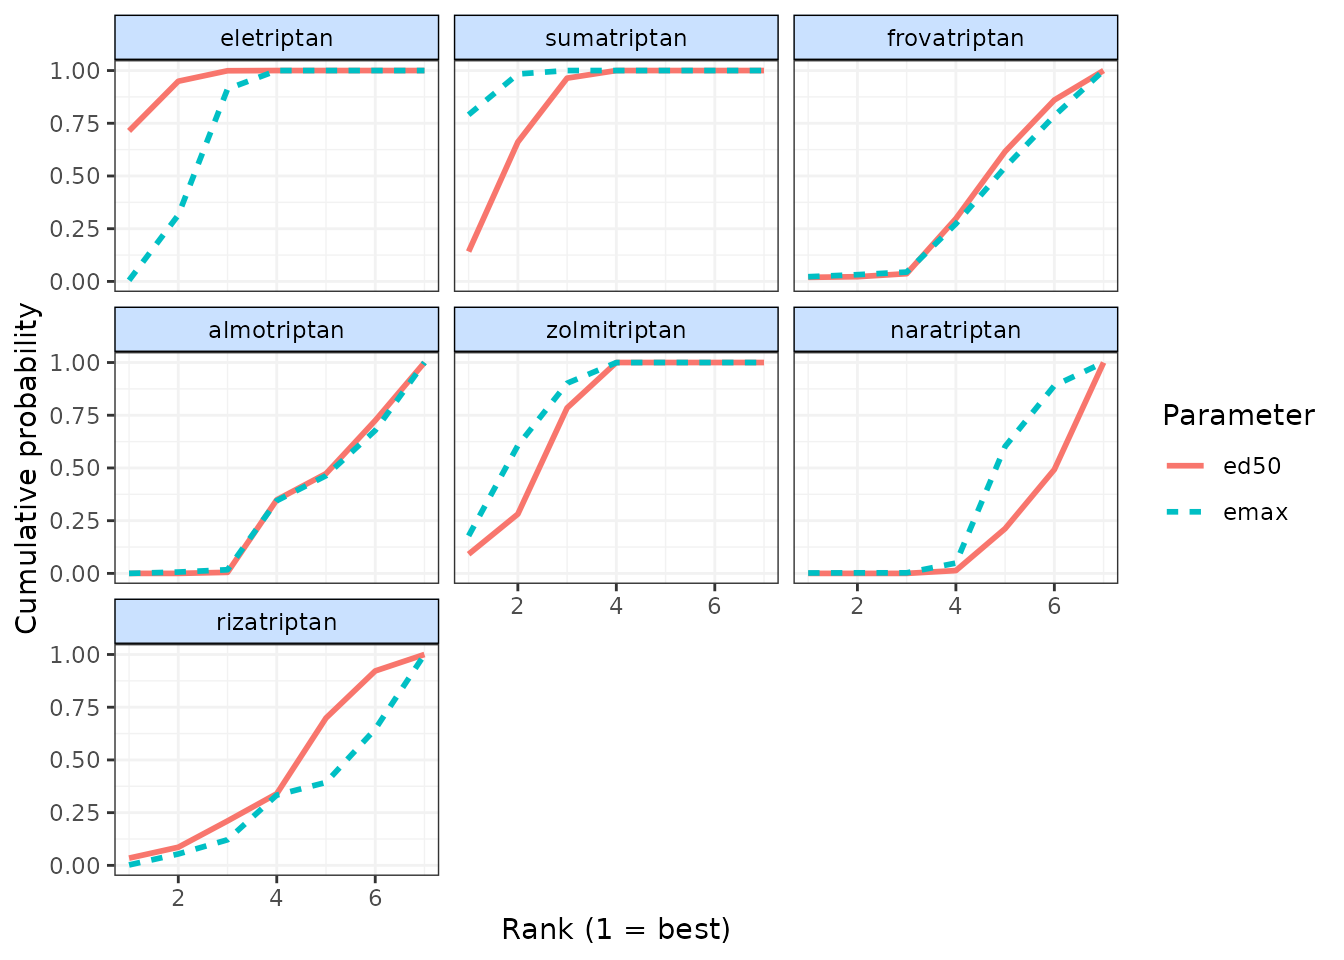 eletriptan
sumatriptan
frovatriptan
1.00
0.75
0.50
0.25
0.00
almotriptan
zolmitriptan
naratriptan
1.00
0.75
0.50
0.25
0.00
2 4 6
2 4 6
rizatriptan
1.00
0.75
0.50
0.25
0.00
2 4 6
Cumulative probability
Rank (1 = best)
Parameter
ed50
emax